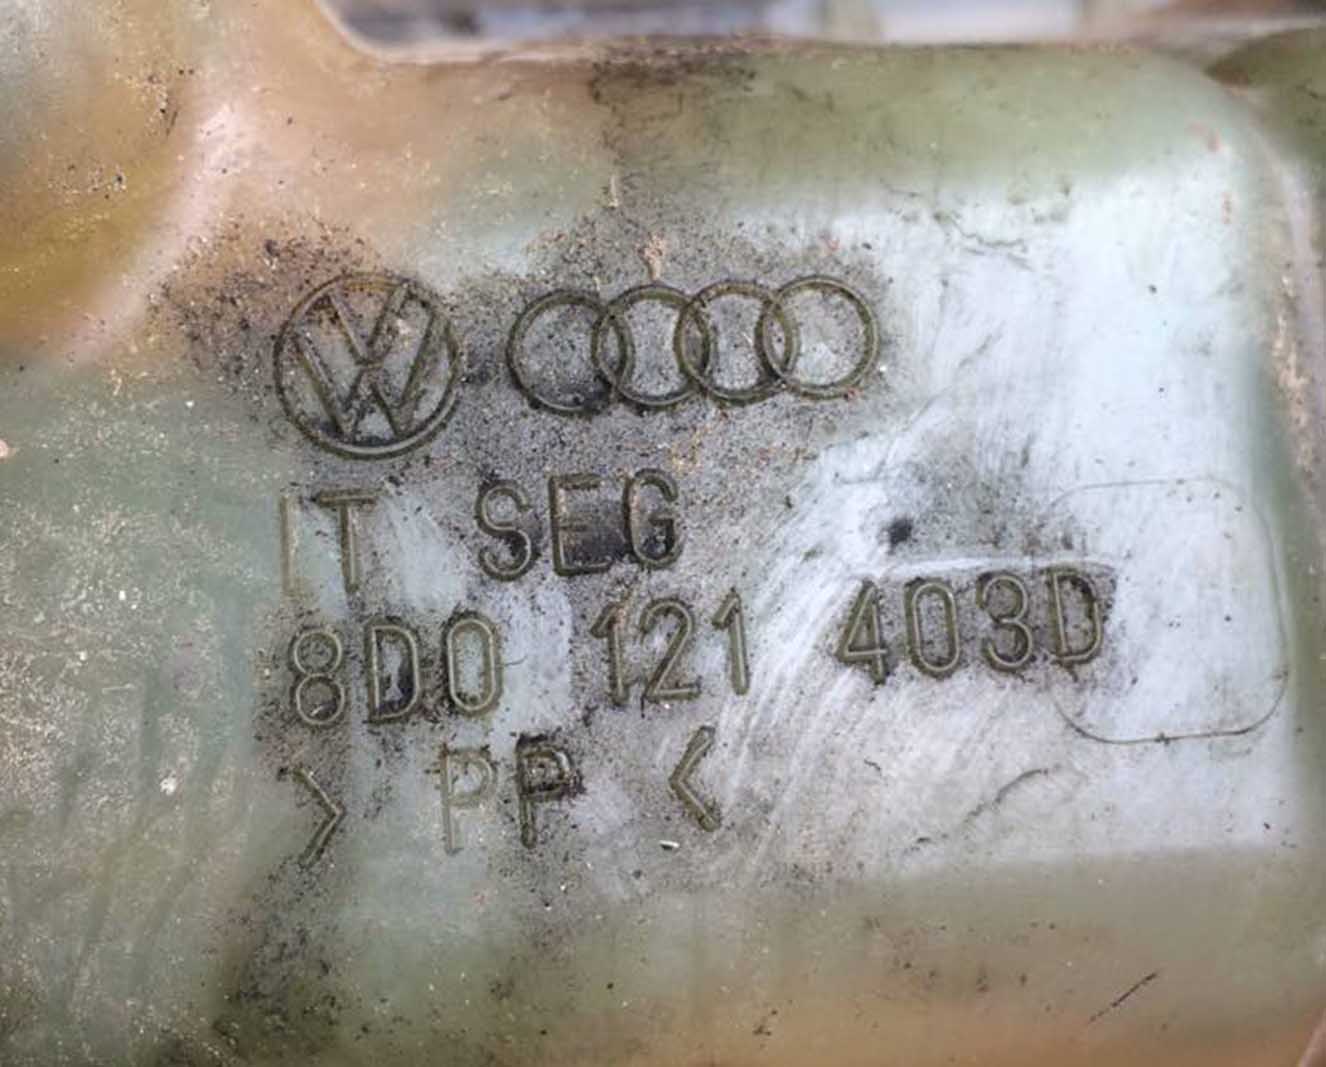 IT SEG
8D0 121 403D
> PP <